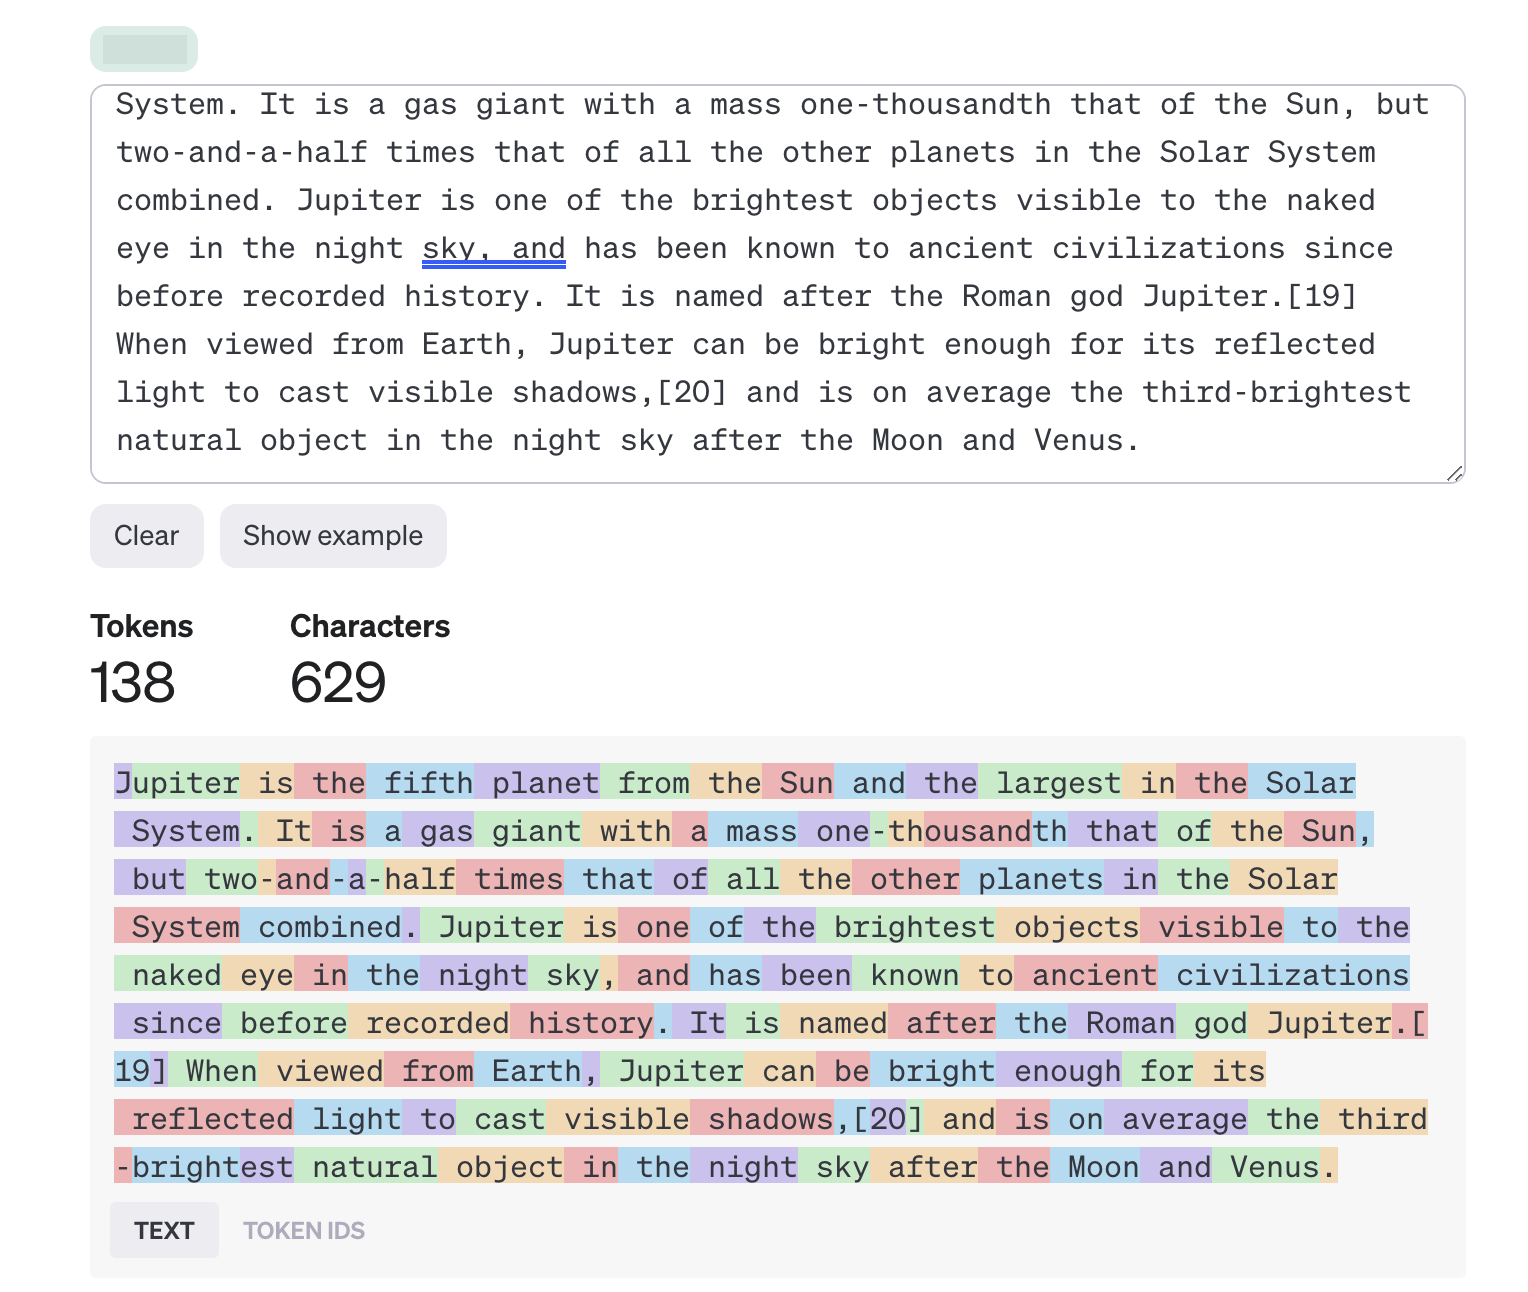 System. It is a gas giant with a mass one-thousandth that of the Sun, but
two-and-a-half times that of all the other planets in the Solar System
combined. Jupiter is one of the brightest objects visible to the naked
eye in the night sky, and has been known to ancient civilizations since
before recorded history. It is named after the Roman god Jupiter.[19]
When viewed from Earth, Jupiter can be bright enough for its reflected
light to cast visible shadows,[20] and is on average the third-brightest
natural object in the night sky after the Moon and Venus.
Clear Show example
Tokens Characters
138 629
Jupiter is the fifth planet from the Sun and the largest in the Solar
System. It is a gas giant with a mass one-thousandth that of the Sun,
but two-and-a-half times that of all the other planets in the Solar
System combined. Jupiter is one of the brightest objects visible to the
naked eye in the night sky, and has been known to ancient civilizations
since before recorded history. It is named after the Roman god Jupiter.[
19] When viewed from Earth, Jupiter can be bright enough for its
reflected light to cast visible shadows,[20] and is on average the third
-brightest natural object in the night sky after the Moon and Venus.
TEXT TOKEN IDS